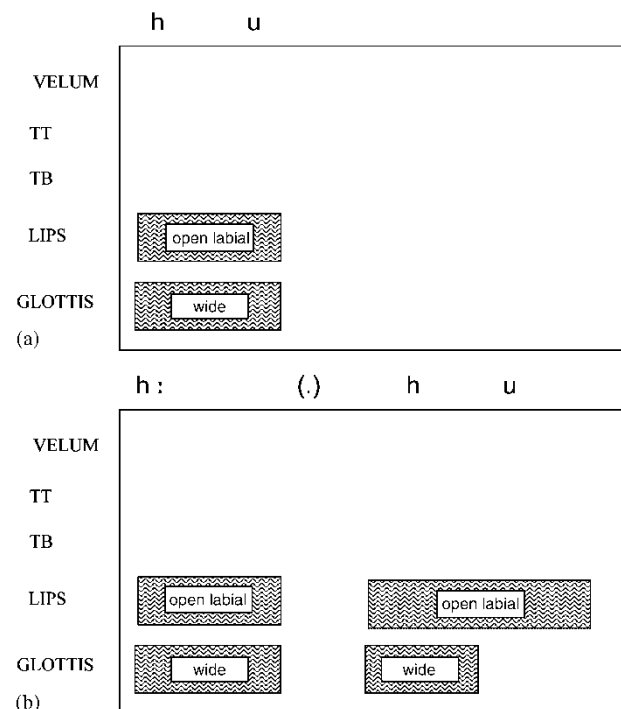 h u
VELUM
TT
TB
LIPS open labial
GLOTTIS wide
(a)
h : (.) h u
VELUM
TT
TB
LIPS open labial open labial
GLOTTIS wide wide
(b)